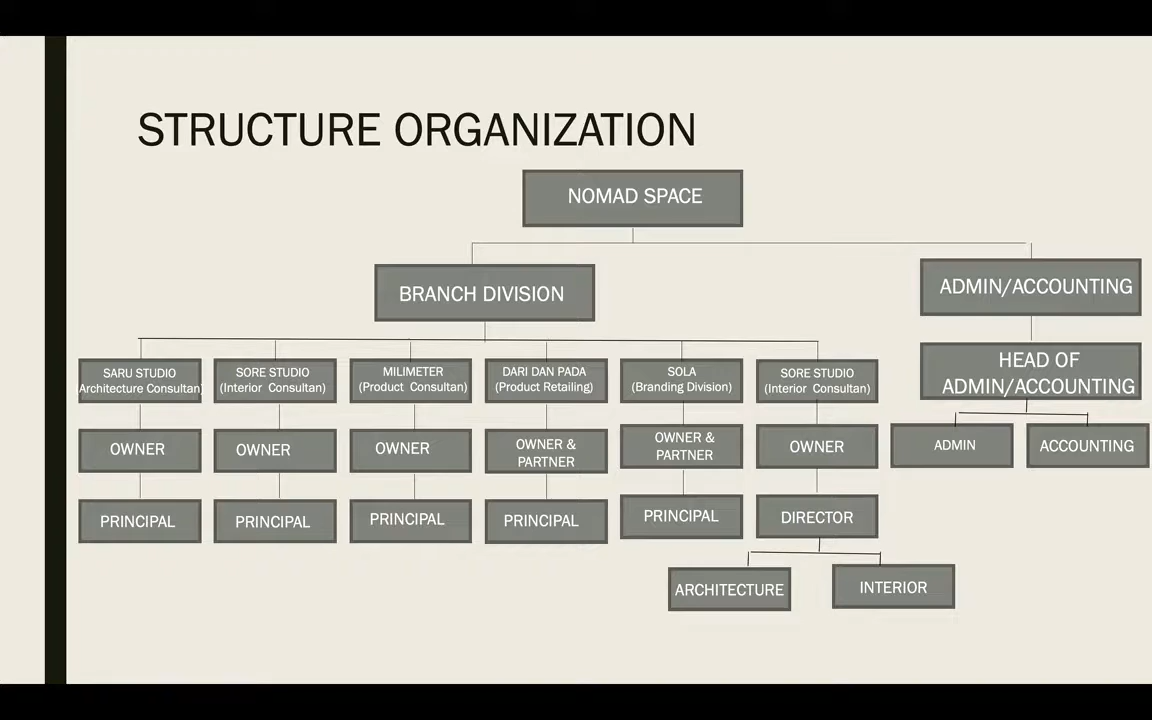 STRUCTURE ORGANIZATION
NOMAD SPACE
BRANCH DIVISION
ADMIN/ACCOUNTING
SARU STUDIO
(Architecture Consultan)
SORE STUDIO
(Interior Consultan)
MILIMETER
(Product Consultan)
DARI DAN PADA
(Product Retailing)
SOLA
(Branding Division)
SORE STUDIO
(Interior Consultan)
HEAD OF
ADMIN/ACCOUNTING
OWNER
OWNER
OWNER
OWNER &
PARTNER
OWNER &
PARTNER
OWNER
ADMIN
ACCOUNTING
PRINCIPAL
PRINCIPAL
PRINCIPAL
PRINCIPAL
PRINCIPAL
DIRECTOR
ARCHITECTURE
INTERIOR